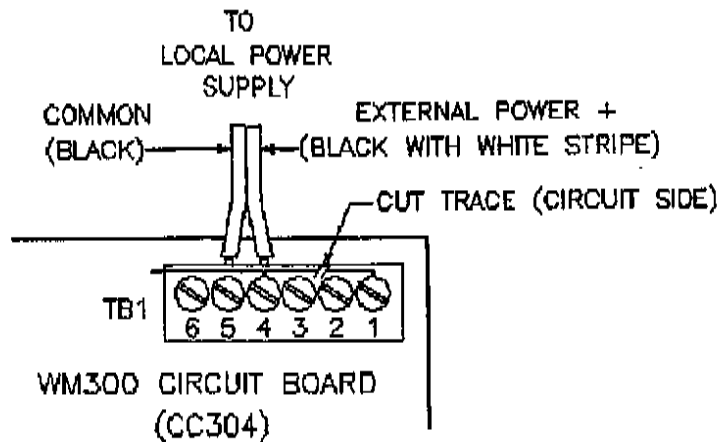 TO
LOCAL POWER
SUPPLY
COMMON
(BLACK)
EXTERNAL POWER +
(BLACK WITH WHITE STRIPE)
CUT TRACE (CIRCUIT SIDE)
TB1
6 5 4 3 2 1
WM300 CIRCUIT BOARD
(CC304)